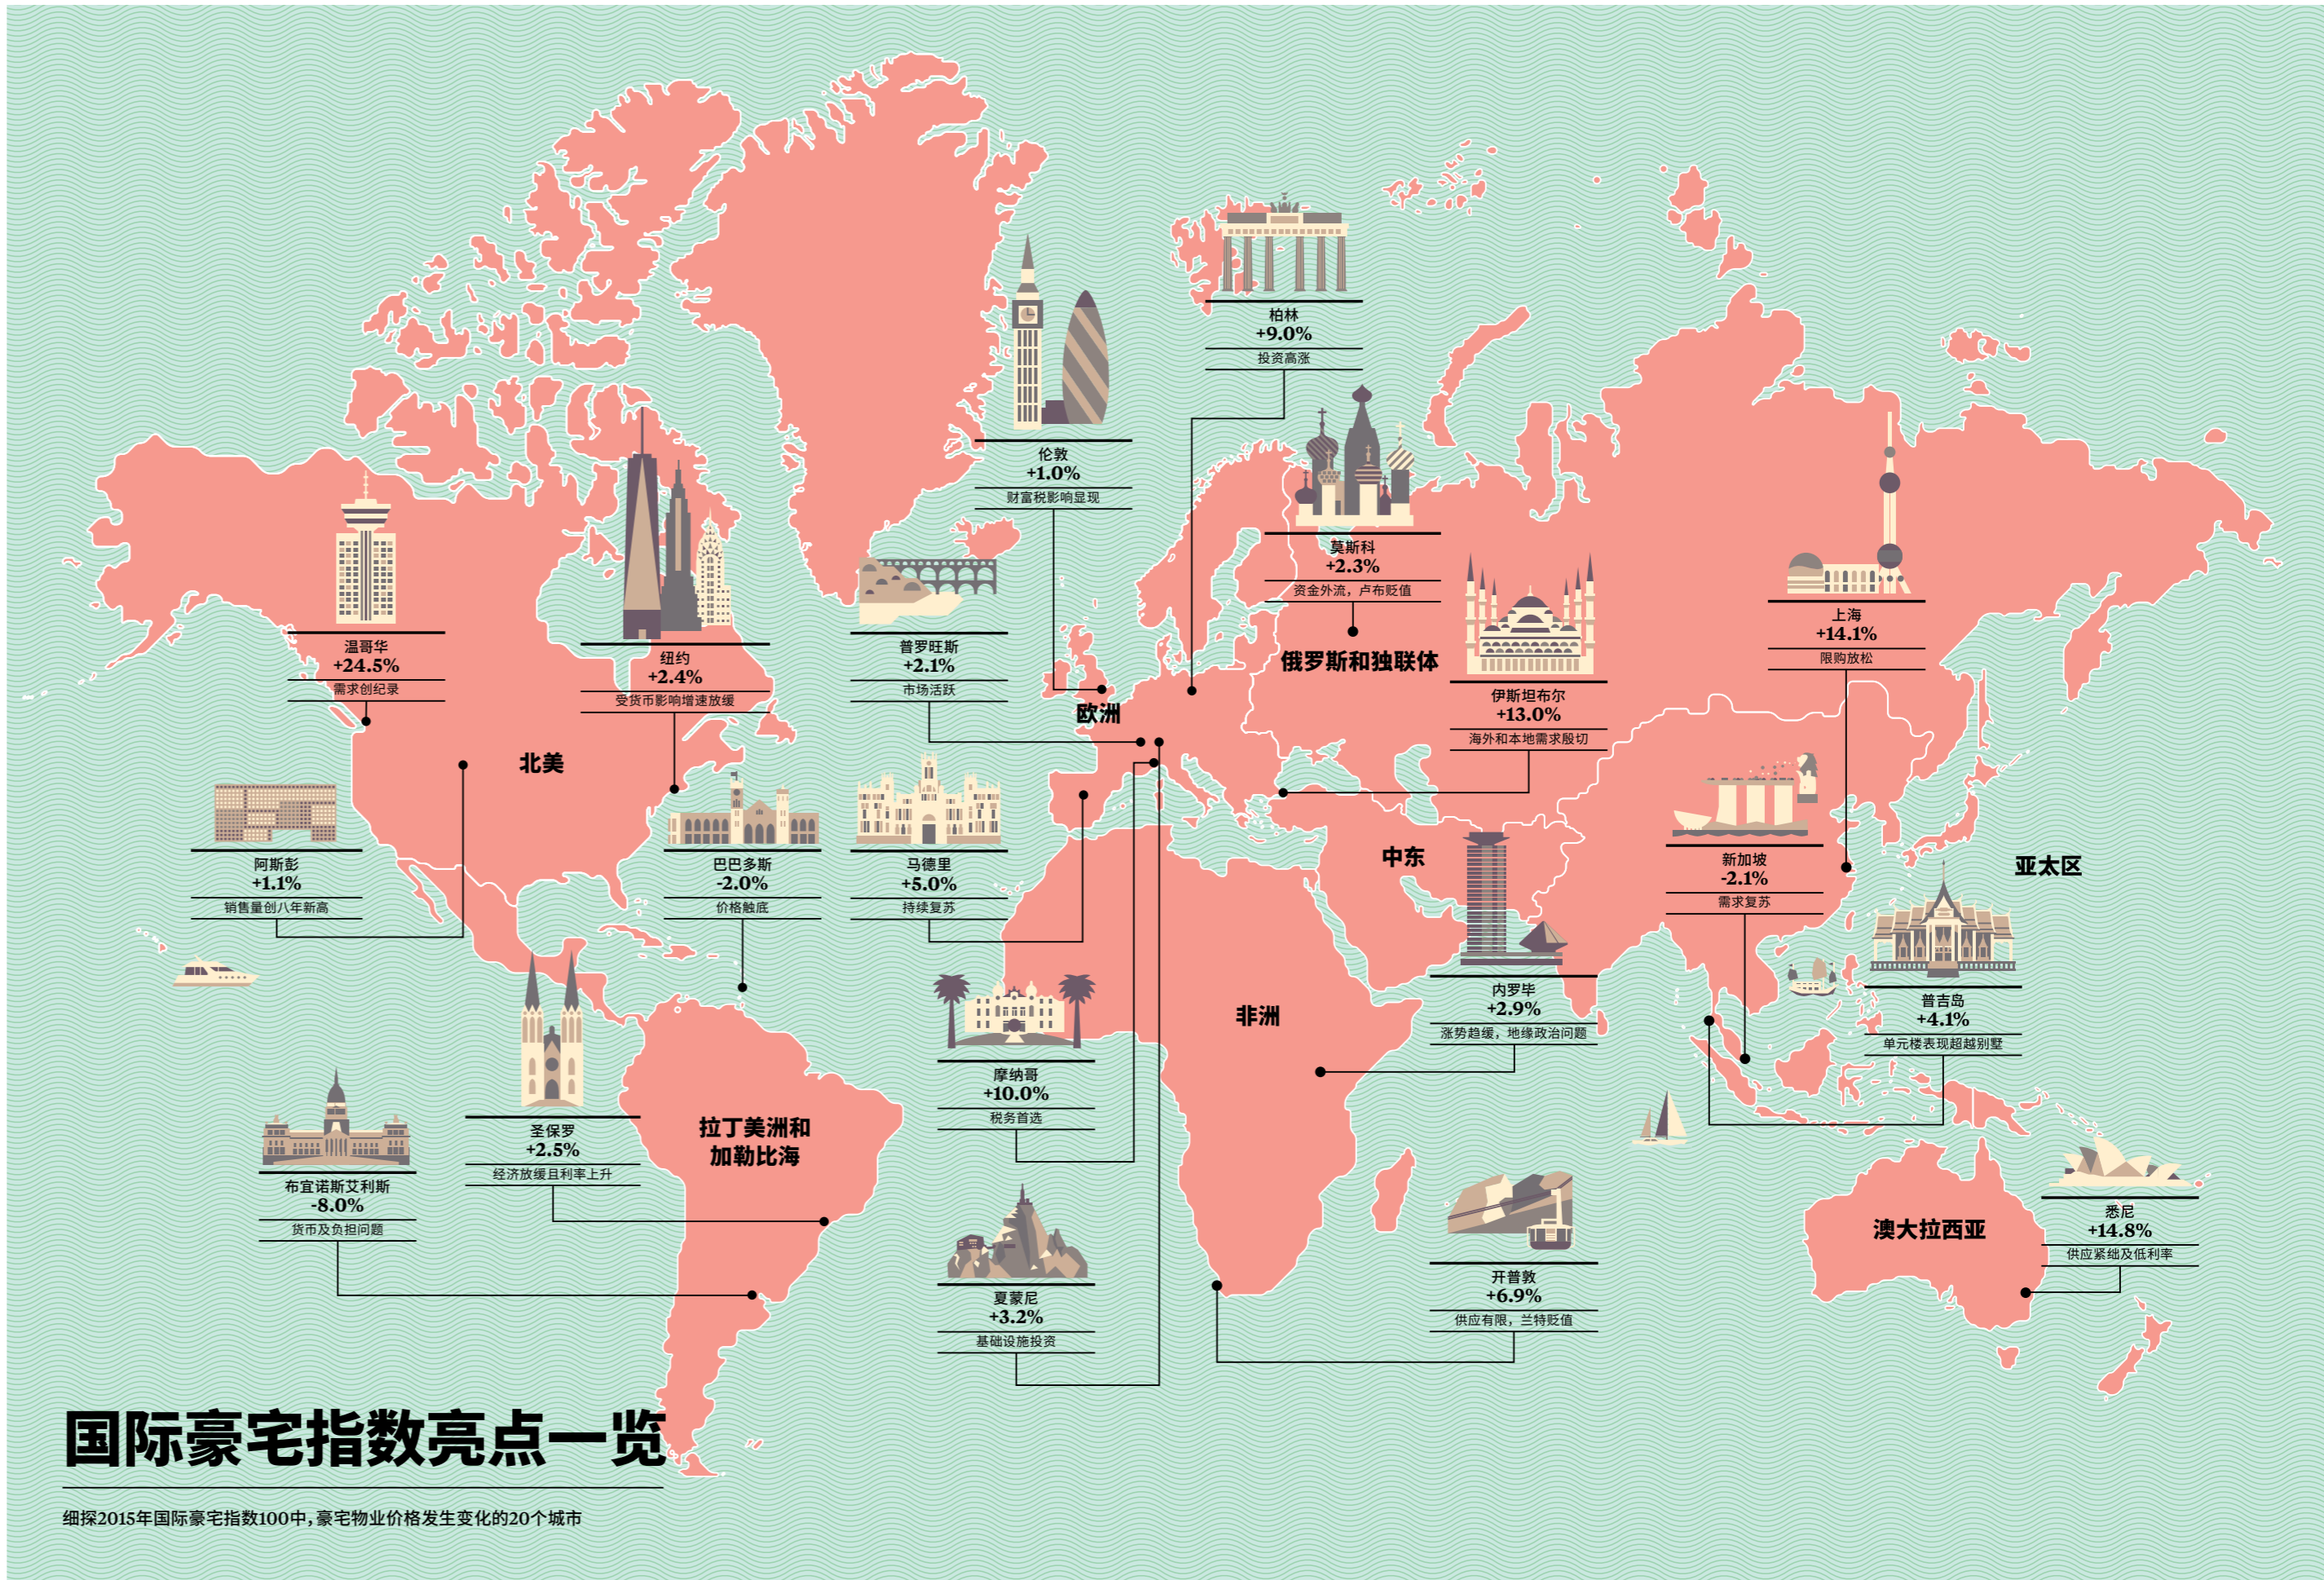 柏林
+9.0%
投资高涨
伦敦
+1.0%
财富税影响显现
莫斯科
+2.3%
资金外流，卢布贬值
俄罗斯和独联体
上海
+14.1%
限购放松
温哥华
+24.5%
需求创纪录
纽约
+2.4%
受货币影响增速放缓
普罗旺斯
+2.1%
市场活跃
欧洲
伊斯坦布尔
+13.0%
海外和本地需求殷切
北美
阿斯彭
+1.1%
销售量创八年新高
巴巴多斯
-2.0%
价格触底
马德里
+5.0%
持续复苏
中东
新加坡
-2.1%
需求复苏
亚太区
非洲
内罗毕
+2.9%
涨势趋缓，地缘政治问题
普吉岛
+4.1%
单元楼表现超越别墅
摩纳哥
+10.0%
税务首选
圣保罗
+2.5%
经济放缓且利率上升
拉丁美洲和
加勒比海
布宜诺斯艾利斯
-8.0%
货币及负担问题
澳大拉西亚
悉尼
+14.8%
供应紧绌及低利率
夏蒙尼
+3.2%
基础设施投资
开普敦
+6.9%
供应有限，兰特贬值
国际豪宅指数亮点一览
细探2015年国际豪宅指数100中，豪宅物业价格发生变化的20个城市